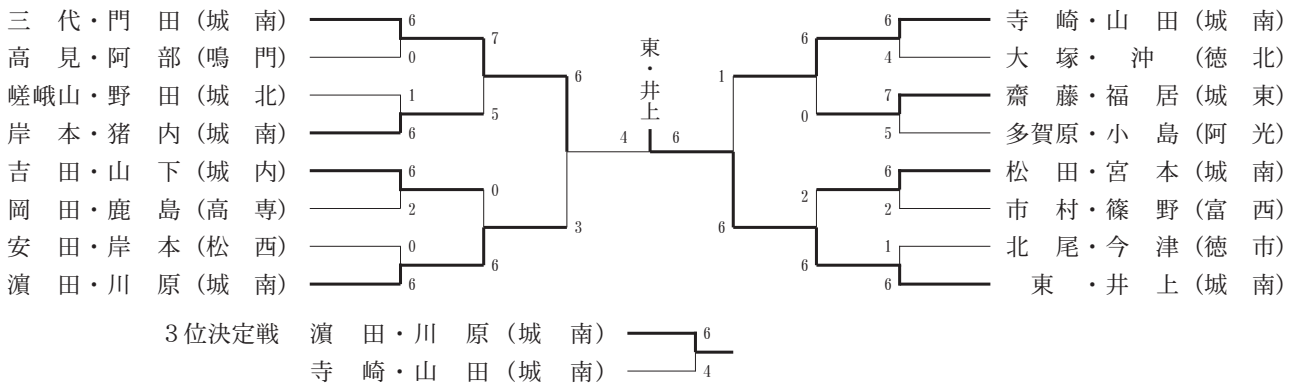 三　代・門　田（城　南）
高　見・阿　部（鳴　門）
嵯峨山・野　田（城　北）
岸　本・猪　内（城　南）
吉　田・山　下（城　内）
岡　田・鹿　島（高　専）
安　田・岸　本（松　西）
濵　田・川　原（城　南）
6
0
1
6
6
2
0
6
7
5
0
6
6
3
4
東・井上
6
1
6
6
0
2
6
6
4
7
5
6
2
1
6
寺　崎・山　田（城　南）
大　塚・　沖　（徳　北）
齋　藤・福　居（城　東）
多賀原・小　島（阿　光）
松　田・宮　本（城　南）
市　村・篠　野（富　西）
北　尾・今　津（徳　市）
東　・井　上（城　南）
３位決定戦　濵　田・川　原（城　南）　6
寺　崎・山　田（城　南）　4